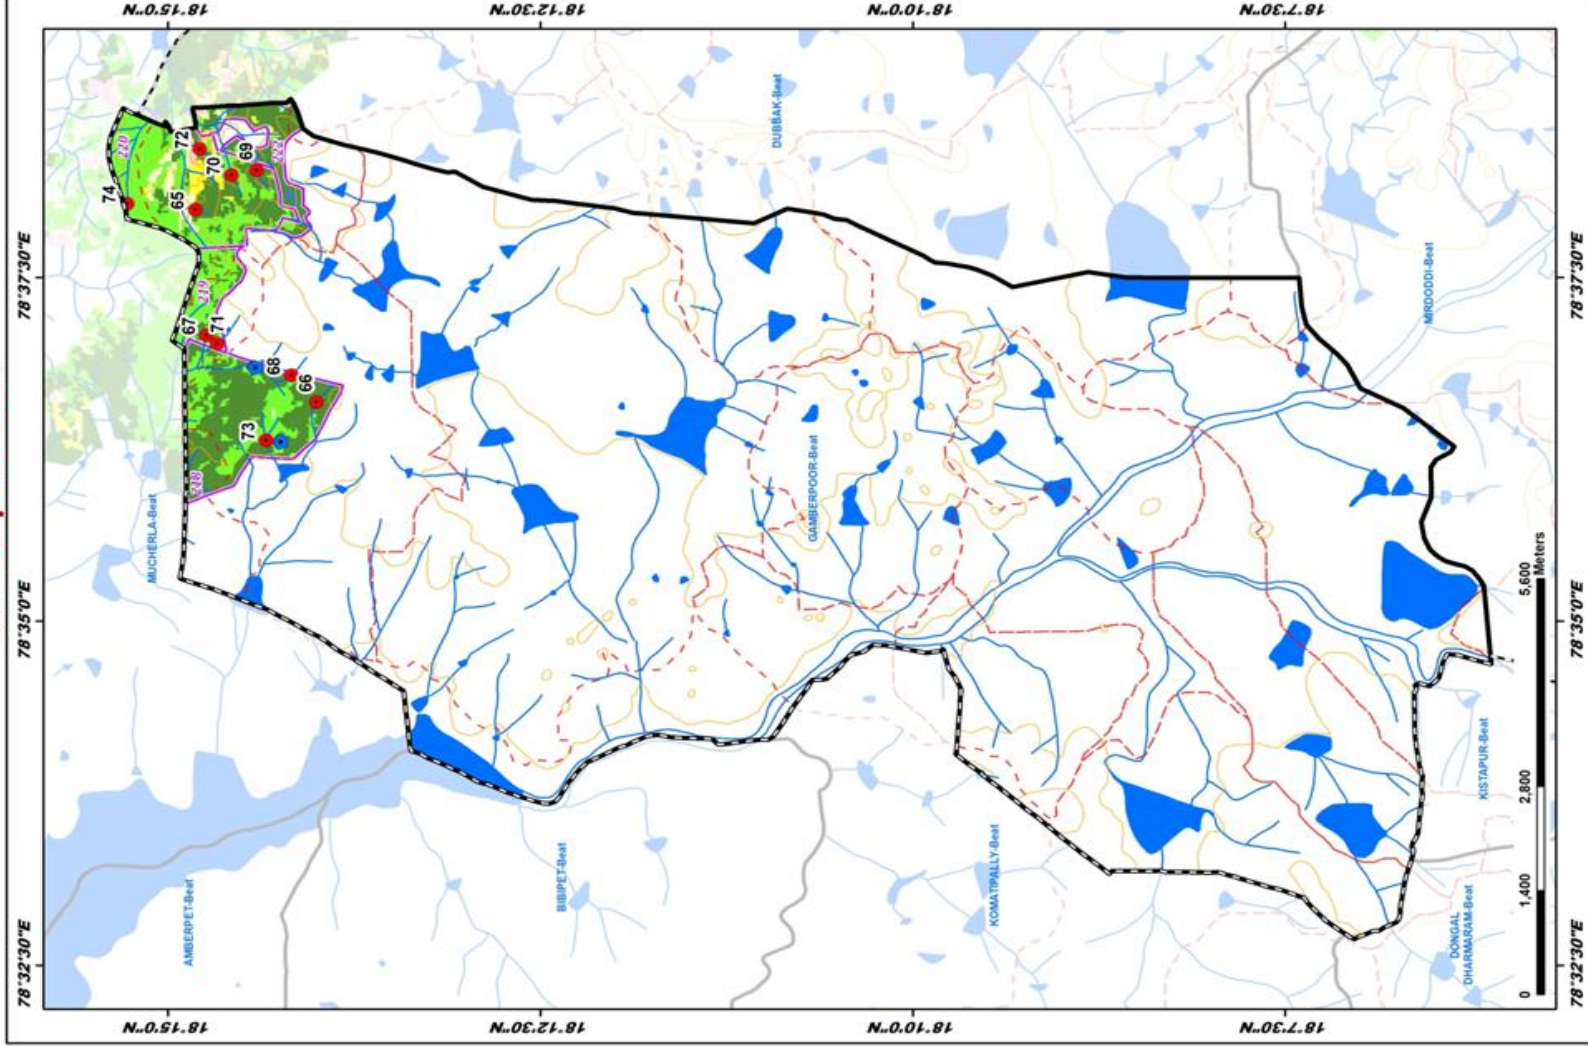 18°15'0"N
18°12'30"N
18°10'0"N
18°7'30"N
78°37'30"E
78°35'0"E
78°32'30"E
74
220
72
65
70
69
221
219
67
71
68
66
73
218
MUCHERLA-Beat
DUBBAK-Beat
GAMBERPOOR-Beat
MIRDODDI-Beat
AMBERPET-Beat
BIBIPET-Beat
KOMATIPALLY-Beat
KISTAPUR-Beat
DONGAL
DHARMARAM-Beat
0 1,400 2,800 5,600
Meters
78°37'30"E
78°35'0"E
78°32'30"E
18°15'0"N
18°12'30"N
18°10'0"N
18°7'30"N